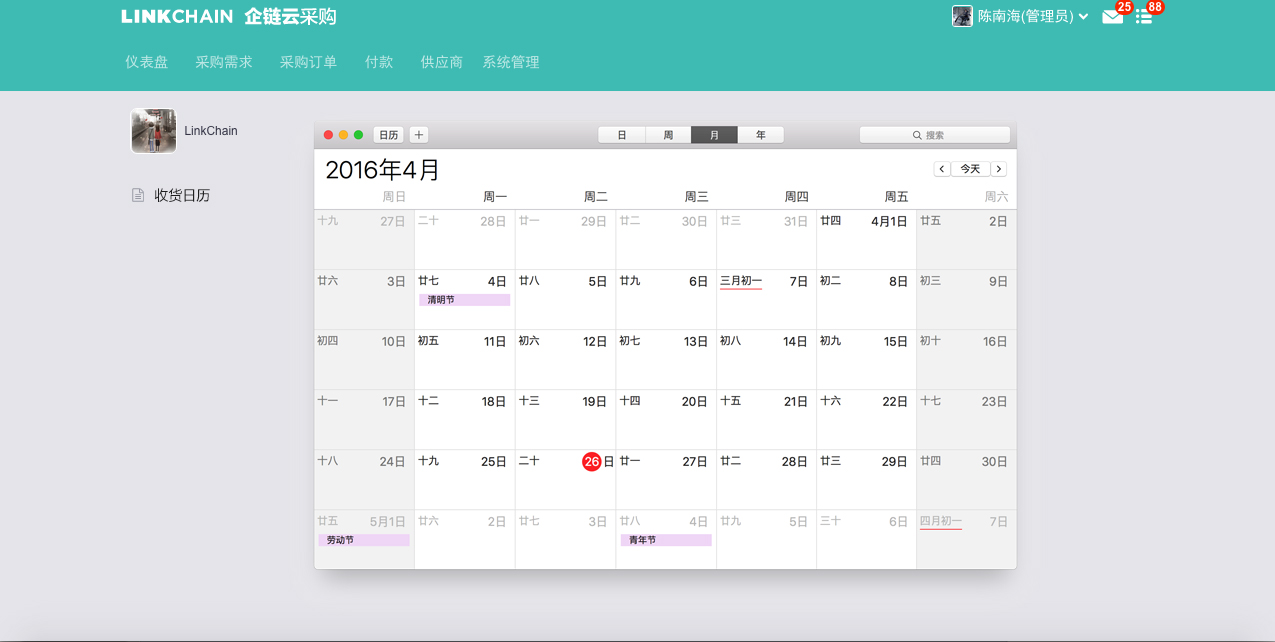 LINKCHAIN 企链云采购 陈南海(管理员) 25 88
仪表盘 采购需求 采购订单 付款 供应商 系统管理
LinkChain
收货日历
日历 + 日 周 月 年 搜索
2016年4月 今天
周日 周一 周二 周三 周四 周五 周六
十九 27日 二十 28日 廿一 29日 廿二 30日 廿三 31日 廿四 4月1日 廿五 2日
廿六 3日 廿七 4日 廿八 5日 廿九 6日 三月初一 7日 初二 8日 初三 9日
清明节
初四 10日 初五 11日 初六 12日 初七 13日 初八 14日 初九 15日 初十 16日
十一 17日 十二 18日 十三 19日 十四 20日 十五 21日 十六 22日 十七 23日
十八 24日 十九 25日 二十 26日 廿一 27日 廿二 28日 廿三 29日 廿四 30日
廿五 5月1日 廿六 2日 廿七 3日 廿八 4日 廿九 5日 三十 6日 四月初一 7日
劳动节 青年节